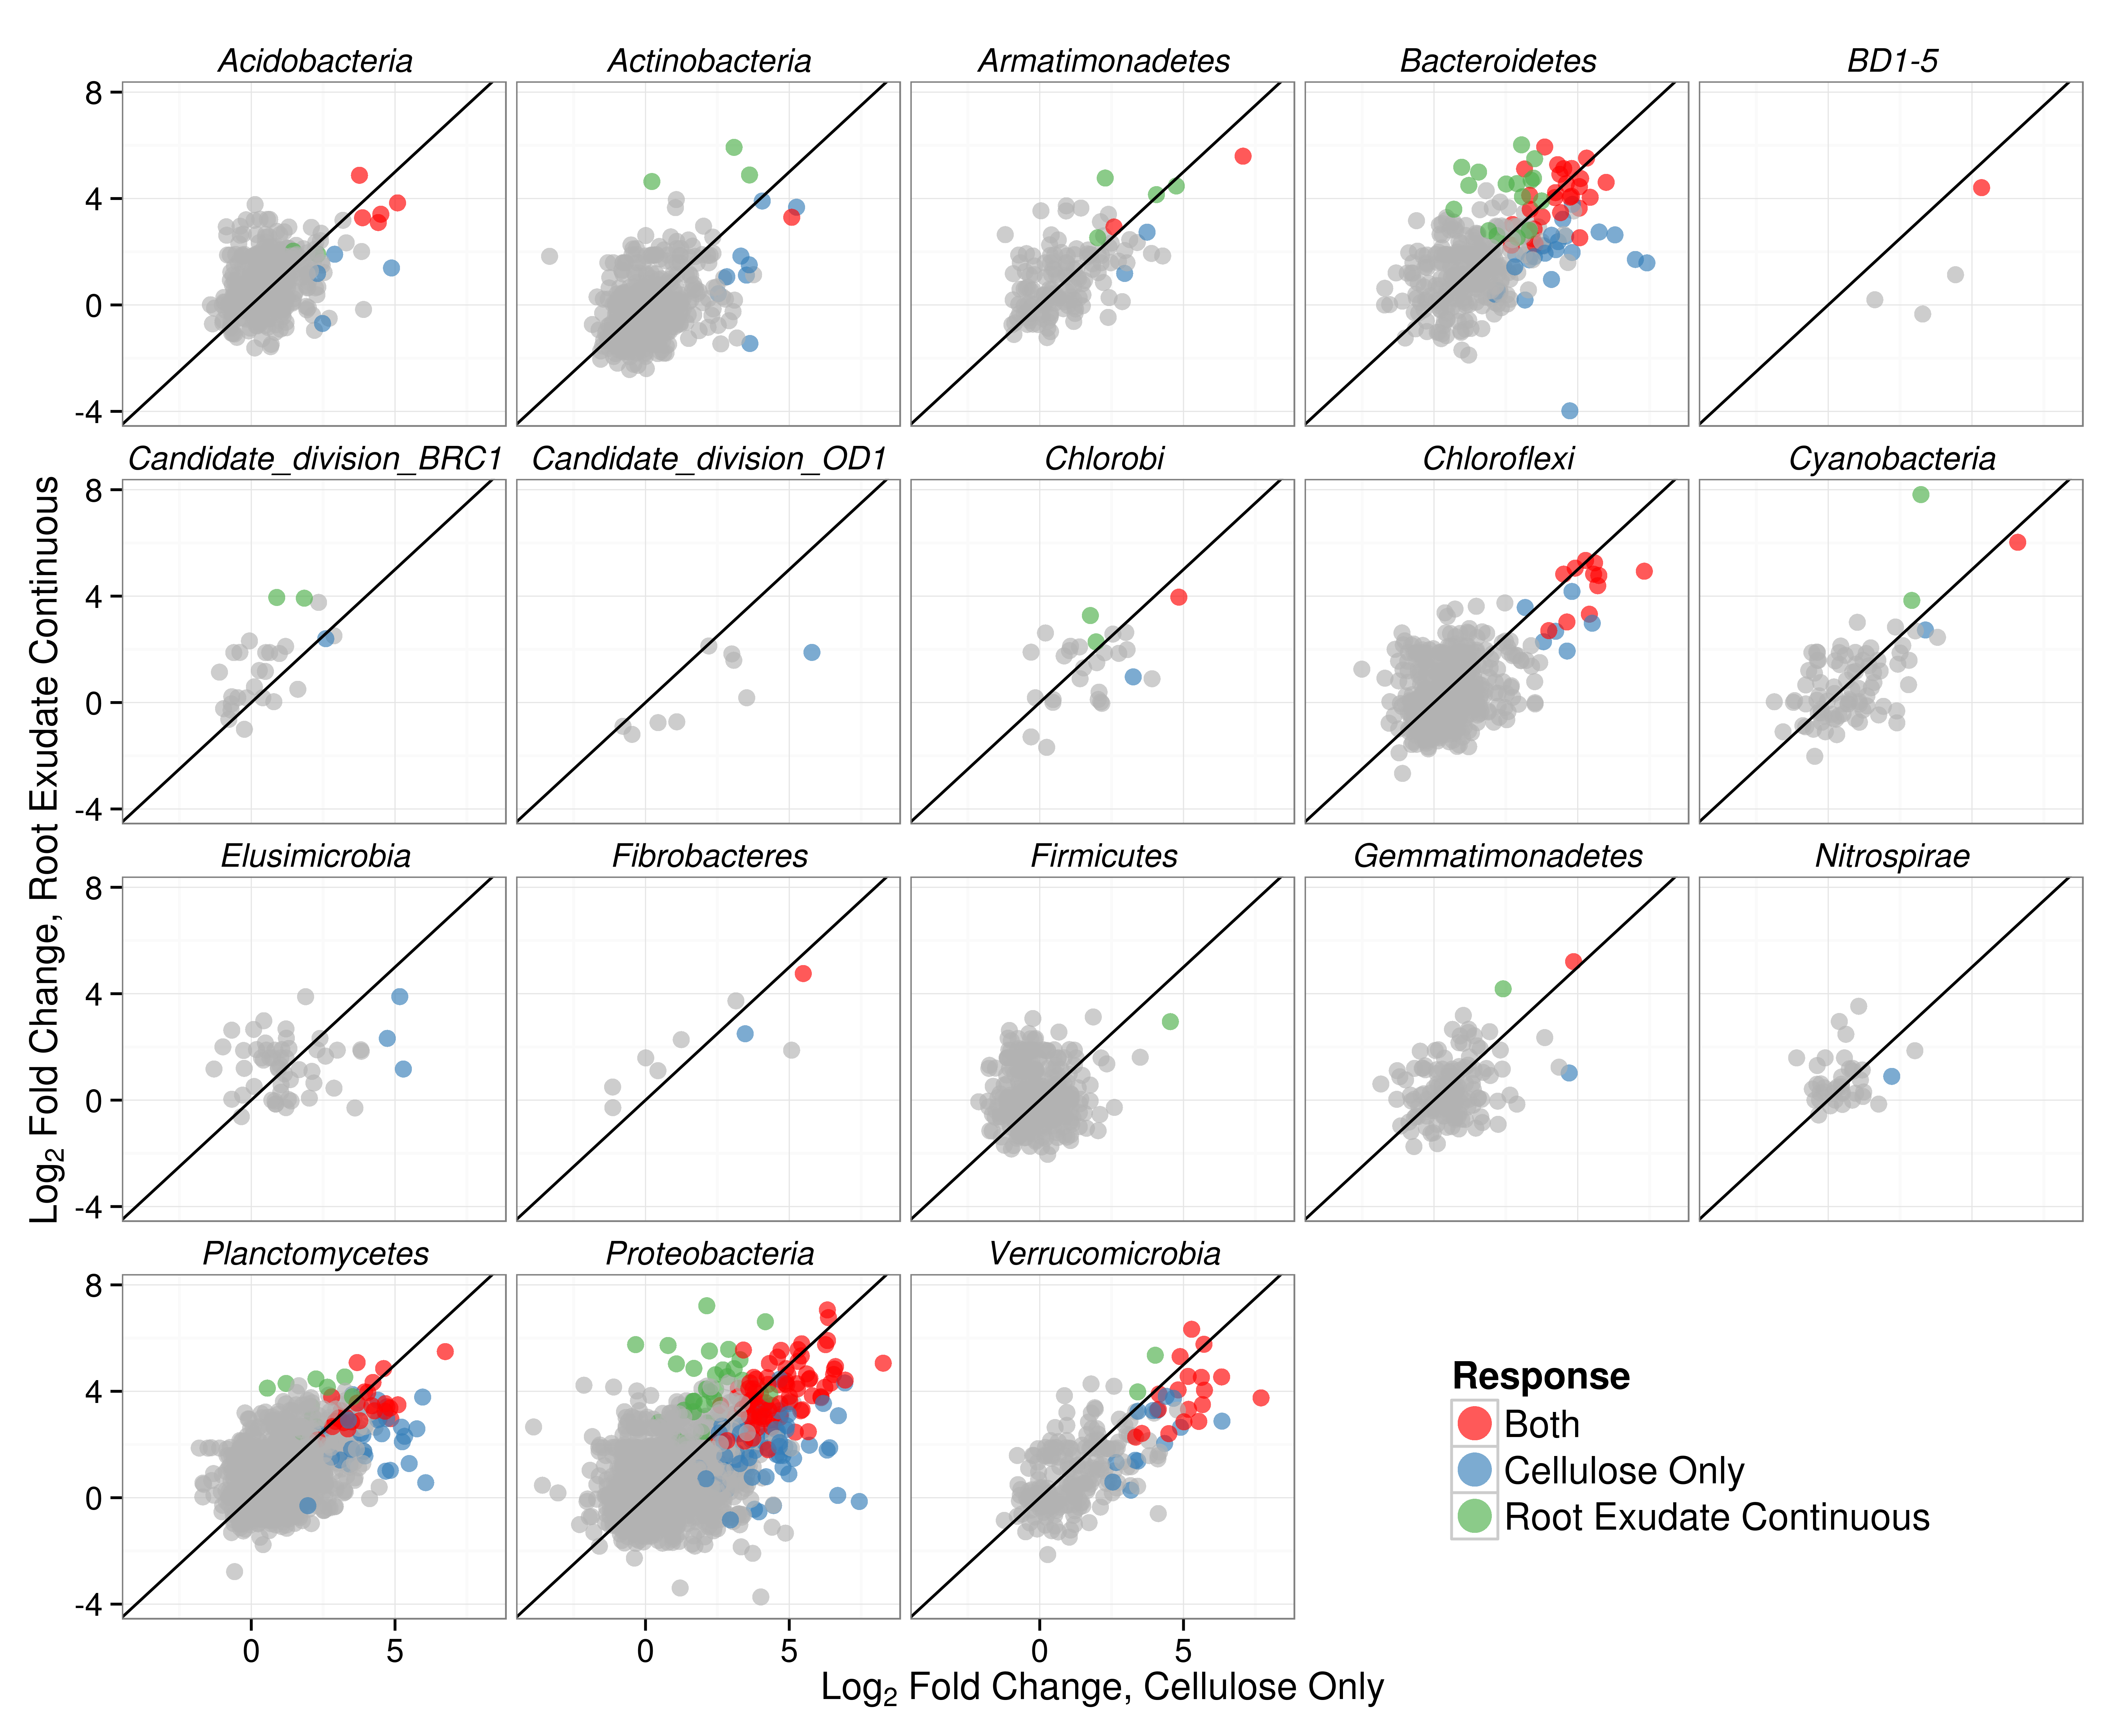 Acidobacteria Actinobacteria Armatimonadetes Bacteroidetes BD1-5
8
4
0
-4
Candidate_division_BRC1 Candidate_division_OD1 Chlorobi Chloroflexi Cyanobacteria
8
4
0
-4
Log2 Fold Change, Root Exudate Continuous
Elusimicrobia Fibrobacteres Firmicutes Gemmatimonadetes Nitrospirae
8
4
0
-4
Planctomycetes Proteobacteria Verrucomicrobia
8
4
0
-4
Response
Both
Cellulose Only
Root Exudate Continuous
0 5 0 5 0 5
Log2 Fold Change, Cellulose Only